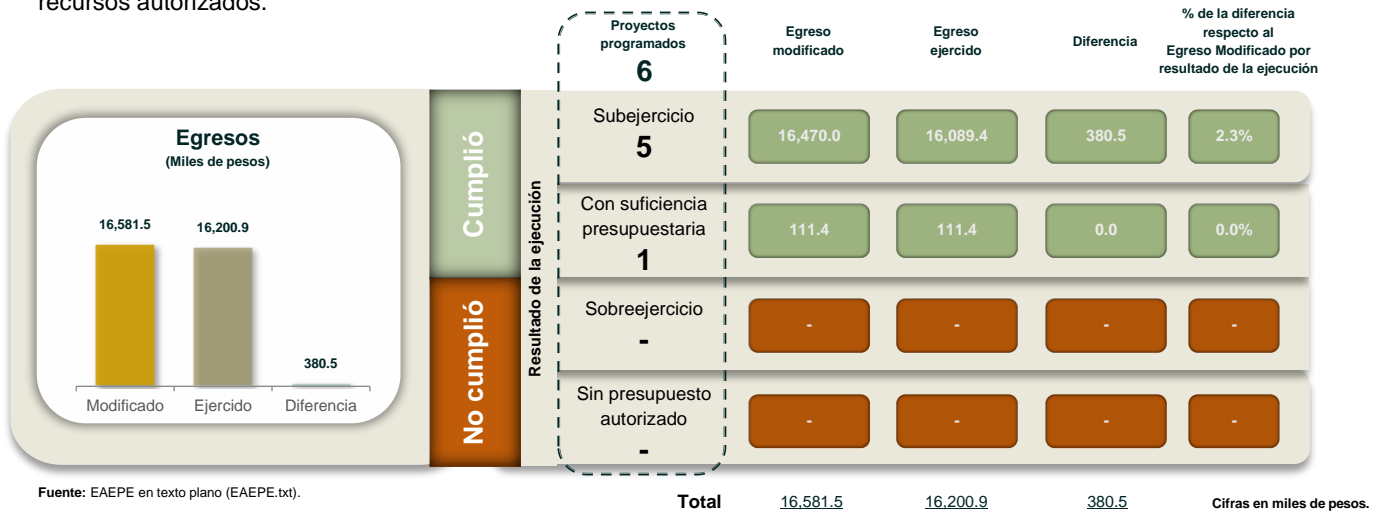 recursos autorizados.
Proyectos
programados
6
Egreso
modificado
Egreso
ejercido
Diferencia
% de la diferencia
respecto al
Egreso Modificado por
resultado de la ejecución
Egresos
(Miles de pesos)
16,581.5
16,200.9
380.5
Modificado
Ejercido
Diferencia
Cumplió
No cumplió
Resultado de la ejecución
Subejercicio
5
16,470.0
16,089.4
380.5
2.3%
Con suficiencia
presupuestaria
1
111.4
111.4
0.0
0.0%
Sobreejercicio
-
-
-
-
-
Sin presupuesto
autorizado
-
-
-
-
-
Fuente: EAEPE en texto plano (EAEPE.txt).
Total
16,581.5
16,200.9
380.5
Cifras en miles de pesos.